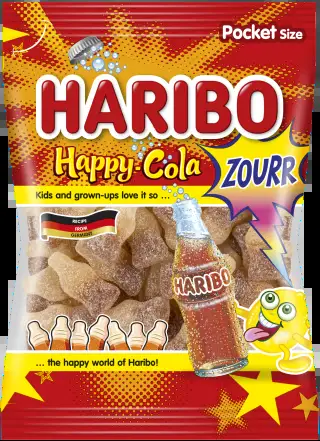 Pocket Size
HARIBO
Happy-Cola
ZOURR
Kids and grown-ups love it so ...
RECIPE
FROM
GERMANY
HARIBO
... the happy world of Haribo!